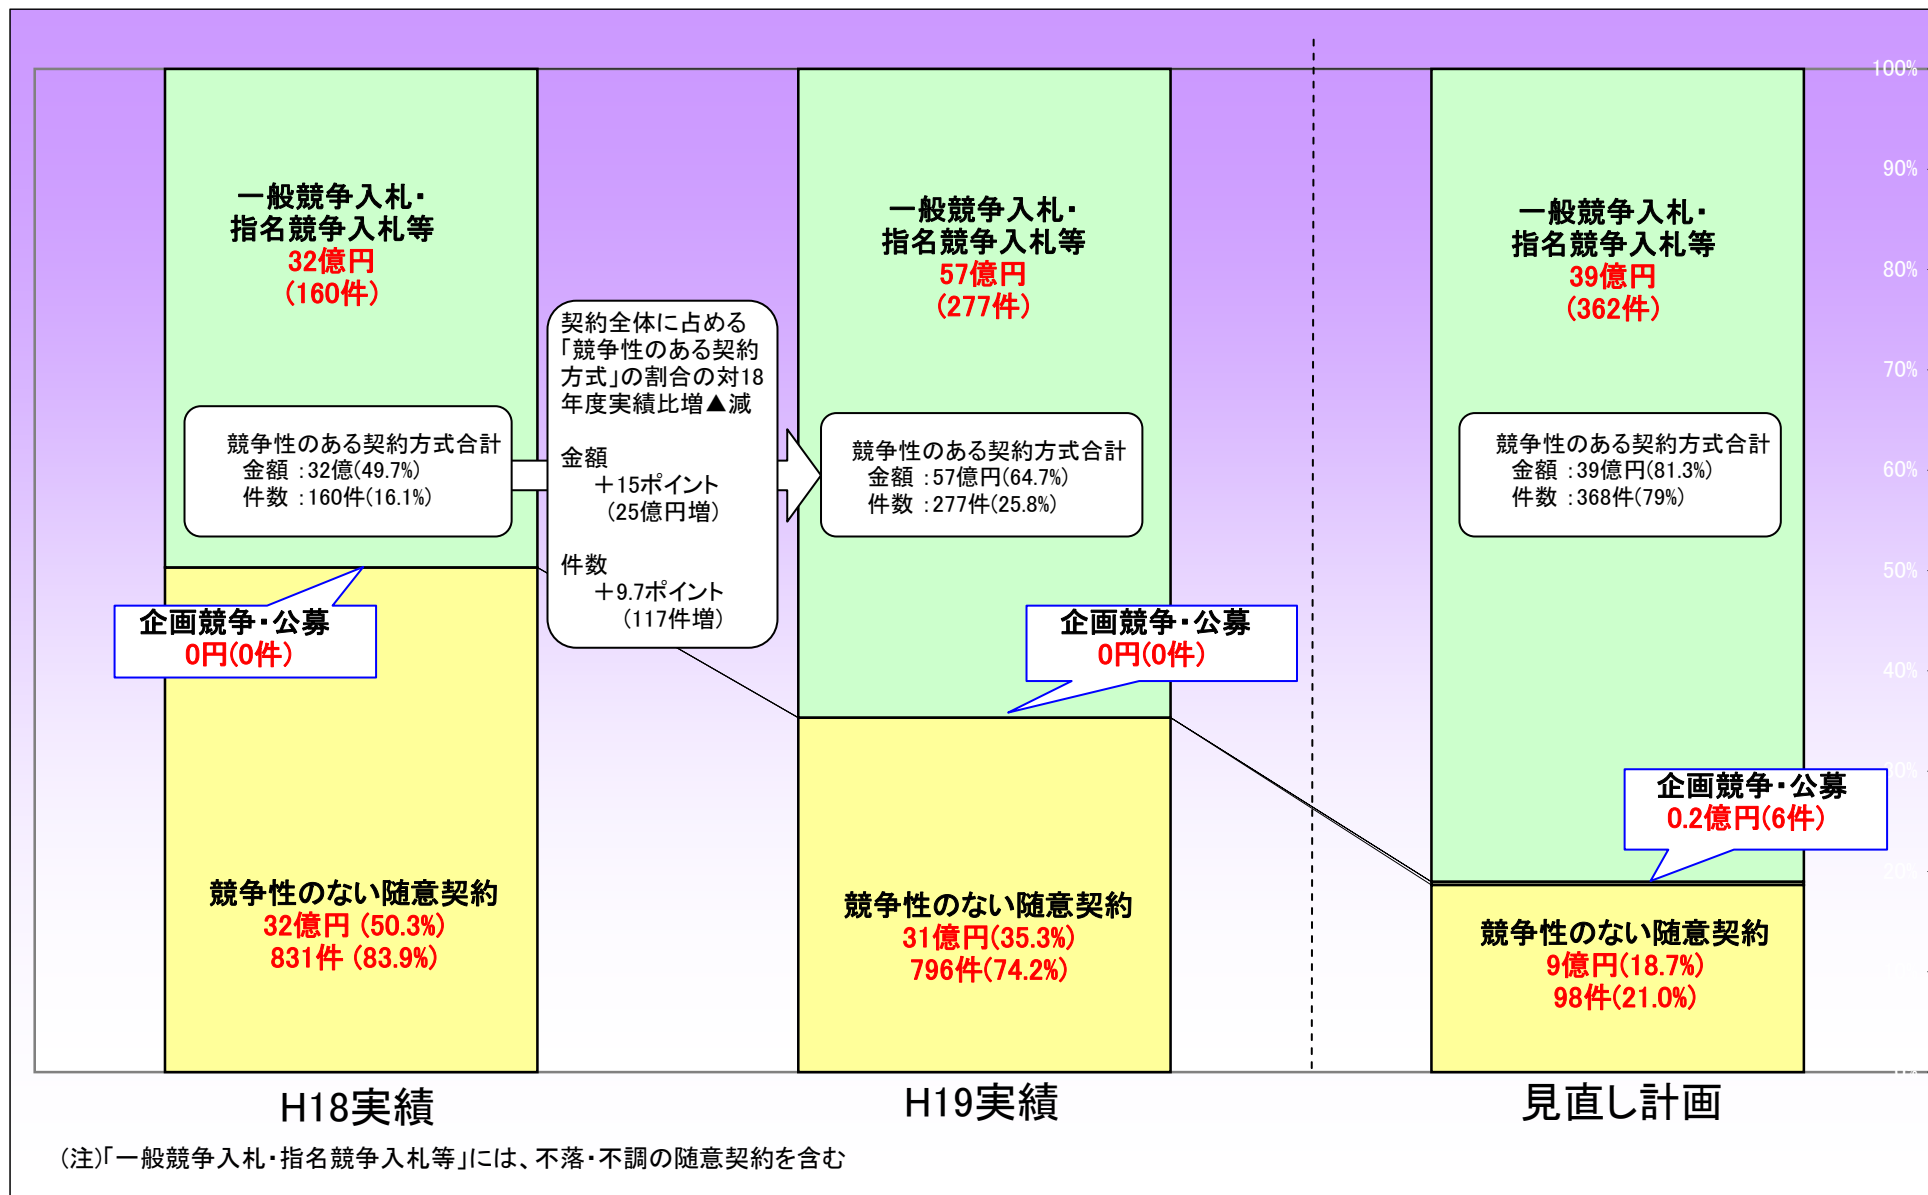 一般競争入札・
指名競争入札等
32億円
(160件)
競争性のある契約方式合計
金額 ：32億(49.7%)
件数 ：160件(16.1%)
企画競争・公募
0円(0件)
競争性のない随意契約
32億円 (50.3%)
831件 (83.9%)
H18実績
契約全体に占める
「競争性のある契約
方式」の割合の対18
年度実績比増▲減
金額
＋15ポイント
(25億円増)
件数
＋9.7ポイント
(117件増)
一般競争入札・
指名競争入札等
57億円
(277件)
競争性のある契約方式合計
金額 ：57億円(64.7%)
件数 ：277件(25.8%)
企画競争・公募
0円(0件)
競争性のない随意契約
31億円(35.3%)
796件(74.2%)
H19実績
一般競争入札・
指名競争入札等
39億円
(362件)
競争性のある契約方式合計
金額 ：39億円(81.3%)
件数 ：368件(79%)
企画競争・公募
0.2億円(6件)
競争性のない随意契約
9億円(18.7%)
98件(21.0%)
見直し計画
100%
90%
80%
70%
60%
50%
40%
30%
20%
(注)「一般競争入札・指名競争入札等」には、不落・不調の随意契約を含む